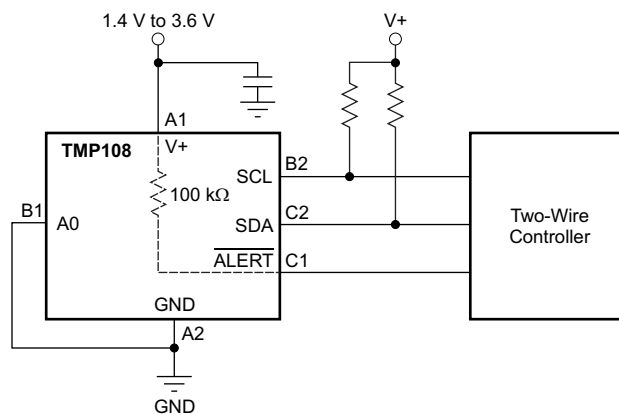 1.4 V to 3.6 V
V+
A1
TMP108
V+
B2
SCL
100 kΩ
B1
A0
C2
SDA
Two-Wire
Controller
ALERT
C1
GND
A2
GND